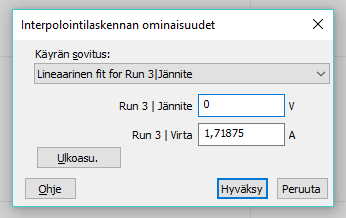 Interpolointilaskennan ominaisuudet
Käyrän sovitus:
Lineaarinen fit for Run 3|Jännite
Run 3 | Jännite 0 V
Run 3 | Virta 1,71875 A
Ulkoasu.
Ohje Hyväksy Peruuta